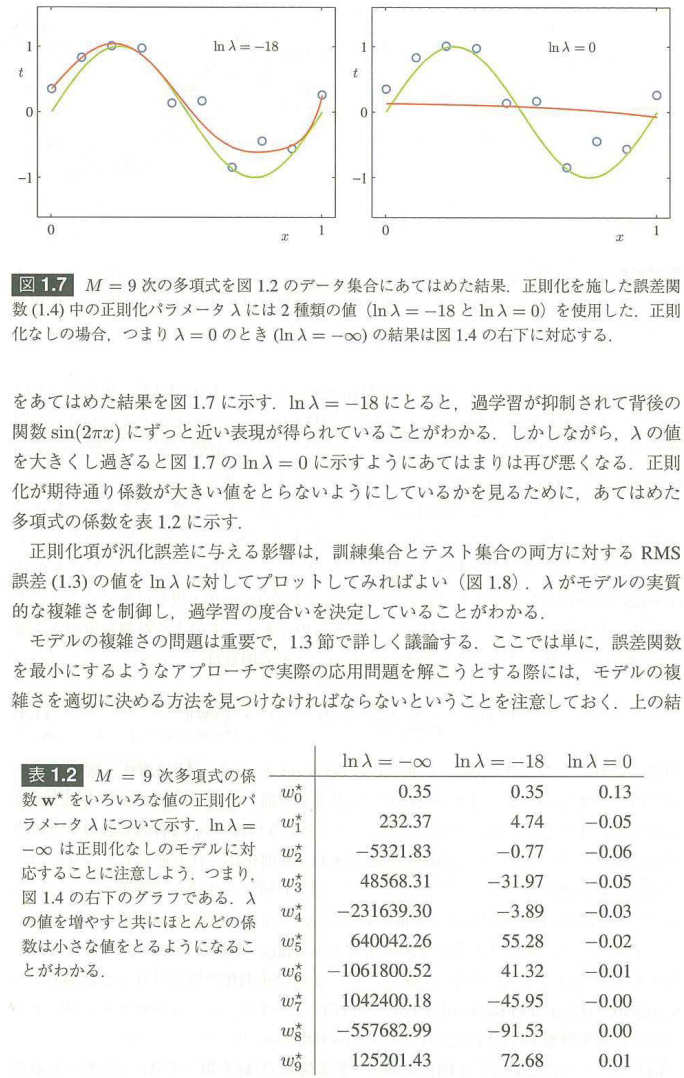 1
t
0
−1
ln λ = −18
0
x
1
1
t
0
−1
ln λ = 0
0
x
1
図 1.7 M = 9 次の多項式を図 1.2 のデータ集合にあてはめた結果．正則化を施した誤差関
数 (1.4) 中の正則化パラメータ λ には 2 種類の値（ln λ = −18 と ln λ = 0）を使用した．正則
化なしの場合，つまり λ = 0 のとき (ln λ = −∞) の結果は図 1.4 の右下に対応する．
をあてはめた結果を図 1.7 に示す．ln λ = −18 にとると，過学習が抑制されて背後の
関数 sin(2πx) にずっと近い表現が得られていることがわかる．しかしながら，λ の値
を大きくし過ぎると図 1.7 の ln λ = 0 に示すようにあてはまりは再び悪くなる．正則
化が期待通り係数が大きい値をとらないようにしているかを見るために，あてはめた
多項式の係数を表 1.2 に示す．
正則化項が汎化誤差に与える影響は，訓練集合とテスト集合の両方に対する RMS
誤差 (1.3) の値を ln λ に対してプロットしてみればよい（図 1.8）．λ がモデルの実質
的な複雑さを制御し，過学習の度合いを決定していることがわかる．
モデルの複雑さの問題は重要で，1.3 節で詳しく議論する．ここでは単に，誤差関数
を最小にするようなアプローチで実際の応用問題を解こうとする際には，モデルの複
雑さを適切に決める方法を見つけなければならないということを注意しておく．上の結
表 1.2 M = 9 次多項式の係
数 w* をいろいろな値の正則化パ
ラメータ λ について示す．ln λ =
−∞ は正則化なしのモデルに対
応することに注意しよう．つまり，
図 1.4 の右下のグラフである．λ
の値を増やすと共にほとんどの係
数は小さな値をとるようになるこ
とがわかる．
ln λ = −∞ ln λ = −18 ln λ = 0
w*0 0.35 0.35 0.13
w*1 232.37 4.74 −0.05
w*2 −5321.83 −0.77 −0.06
w*3 48568.31 −31.97 −0.05
w*4 −231639.30 −3.89 −0.03
w*5 640042.26 55.28 −0.02
w*6 −1061800.52 41.32 −0.01
w*7 1042400.18 −45.95 −0.00
w*8 −557682.99 −91.53 0.00
w*9 125201.43 72.68 0.01